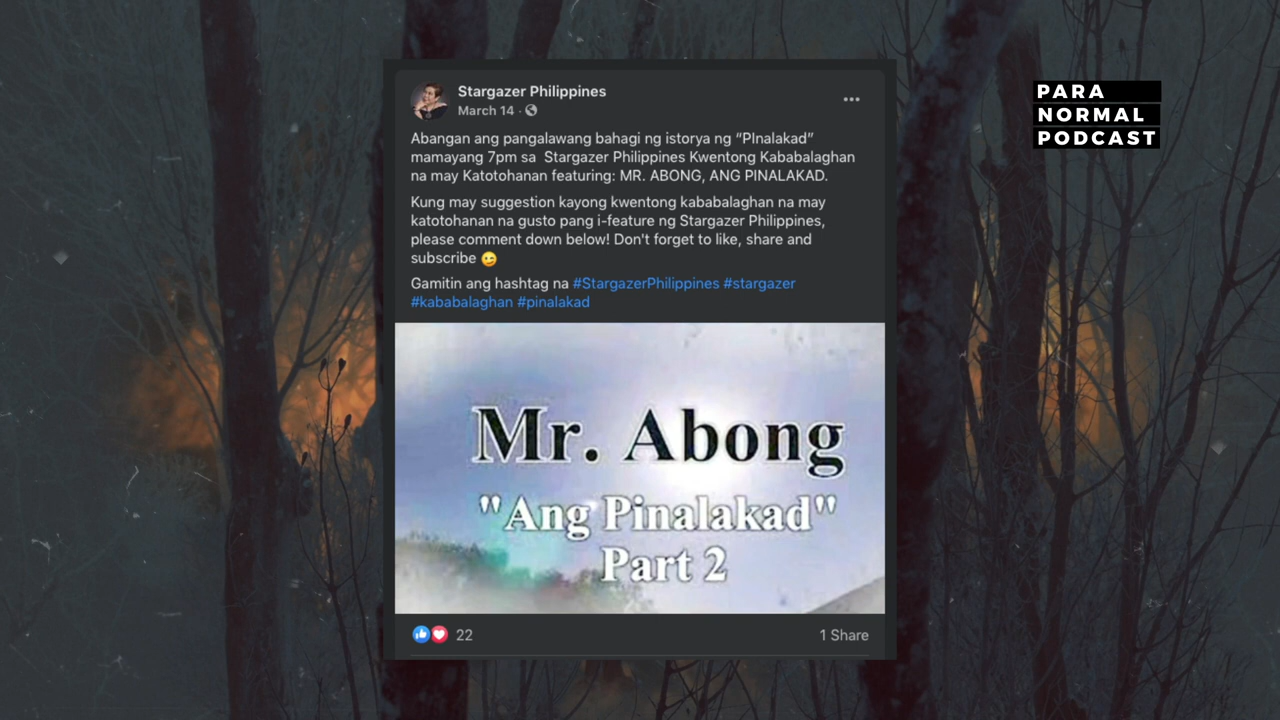 Stargazer Philippines
March 14 ·
Abangan ang pangalawang bahagi ng istorya ng “PInalakad”
mamayang 7pm sa Stargazer Philippines Kwentong Kababalaghan
na may Katotohanan featuring: MR. ABONG, ANG PINALAKAD.
Kung may suggestion kayong kwentong kababalaghan na may
katotohanan na gusto pang i-feature ng Stargazer Philippines,
please comment down below! Don't forget to like, share and
subscribe 😉
Gamitin ang hashtag na #StargazerPhilippines #stargazer
#kababalaghan #pinalakad
Mr. Abong
"Ang Pinalakad"
Part 2
22
1 Share
PARA
NORMAL
PODCAST